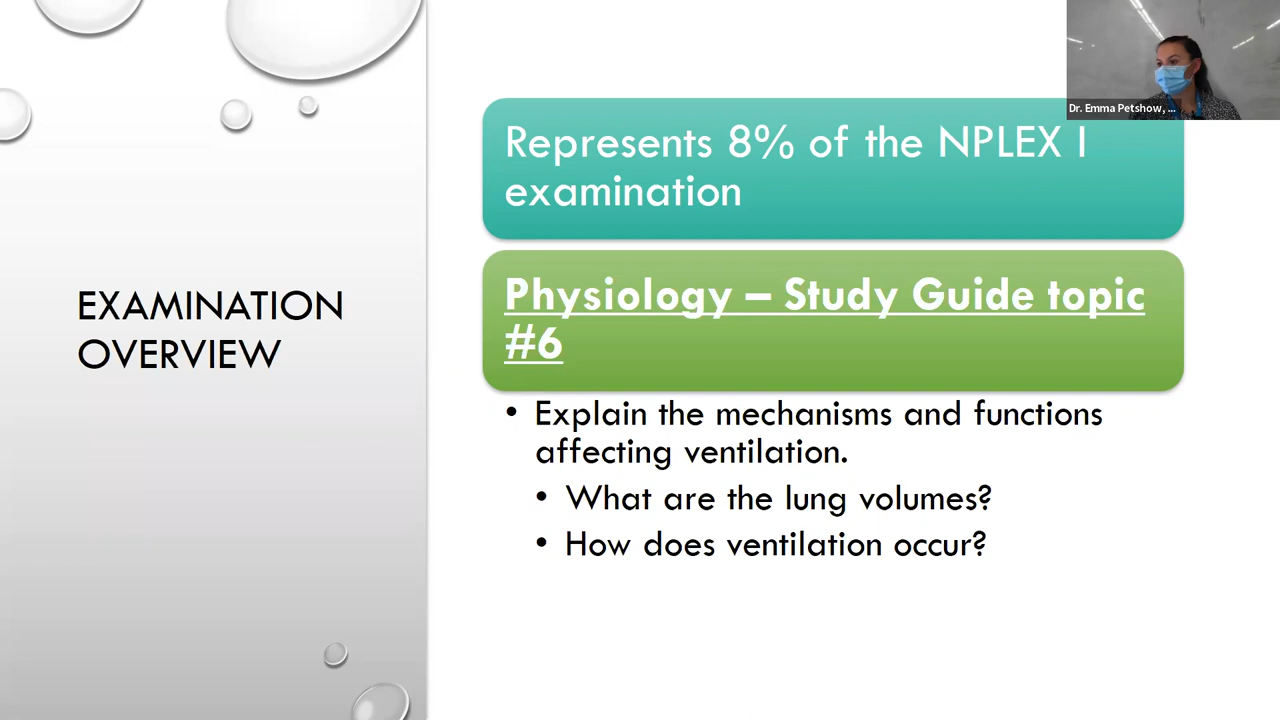 EXAMINATION
OVERVIEW
Represents 8% of the NPLEX I
examination
Physiology – Study Guide topic
#6
• Explain the mechanisms and functions
affecting ventilation.
• What are the lung volumes?
• How does ventilation occur?
Dr. Emma Petshow, ...